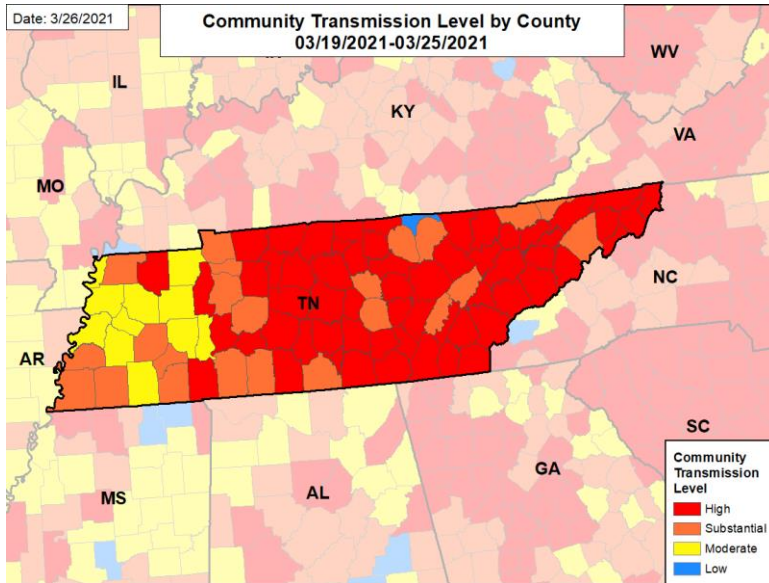 Date: 3/26/2021
Community Transmission Level by County
03/19/2021-03/25/2021
WV
IL
KY
VA
MO
NC
TN
AR
SC
MS
AL
GA
Community
Transmission
Level
High
Substantial
Moderate
Low